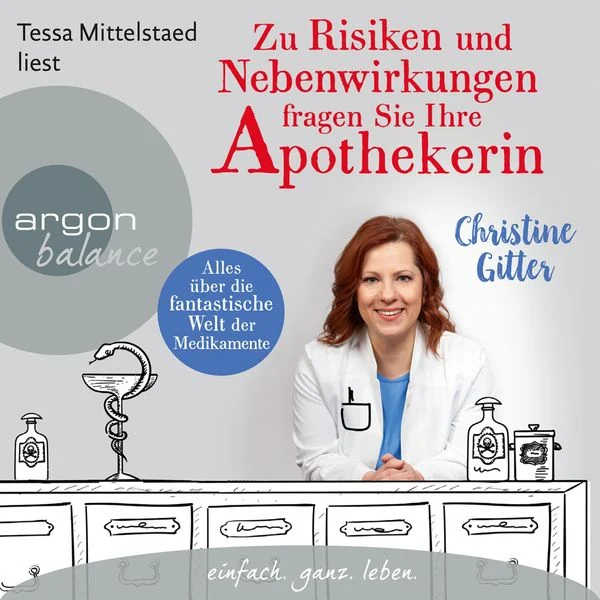 Tessa Mittelstaed
liest
Zu Risiken und
Nebenwirkungen
fragen Sie Ihre
Apothekerin
Christine
Gitter
argon
balance
Alles
über die
fantastische
Welt der
Medikamente
einfach. ganz. leben.